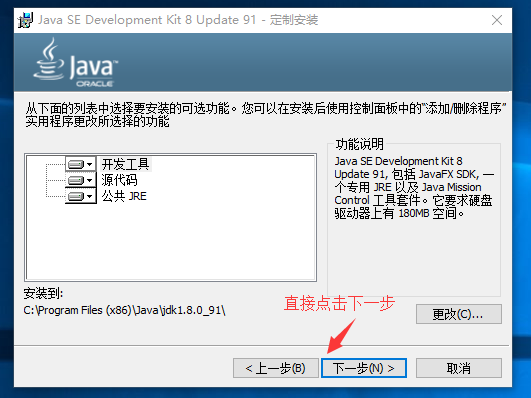 Java SE Development Kit 8 Update 91 - 定制安装
Java
ORACLE
从下面的列表中选择要安装的可选功能。您可以在安装后使用控制面板中的“添加/删除程序”
实用程序更改所选择的功能
开发工具
源代码
公共 JRE
功能说明
Java SE Development Kit 8
Update 91, 包括 JavaFX SDK, 一
个专用 JRE 以及 Java Mission
Control 工具套件。它要求硬盘
驱动器上有 180MB 空间。
安装到:
C:\Program Files (x86)\Java\jdk1.8.0_91\
直接点击下一步
更改(C)...
< 上一步(B)
下一步(N) >
取消